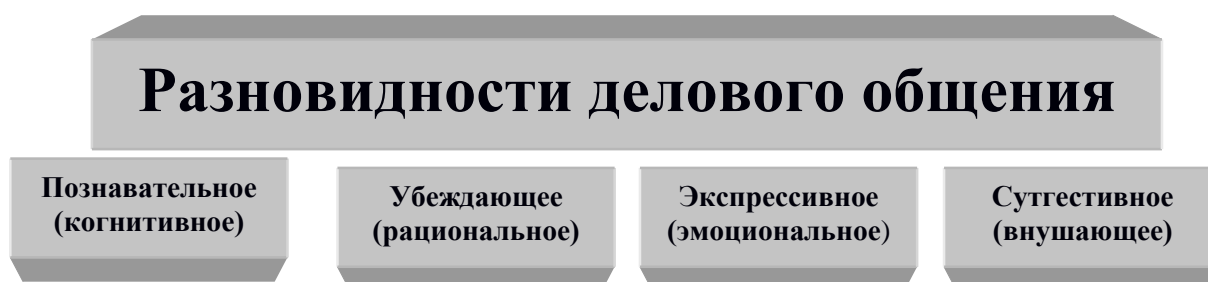 Разновидности делового общения
Познавательное
(когнитивное)
Убеждающее
(рациональное)
Экспрессивное
(эмоциональное)
Сутгестивное
(внушающее)